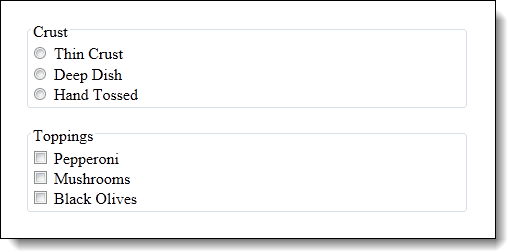 Crust
Thin Crust
Deep Dish
Hand Tossed
Toppings
Pepperoni
Mushrooms
Black Olives